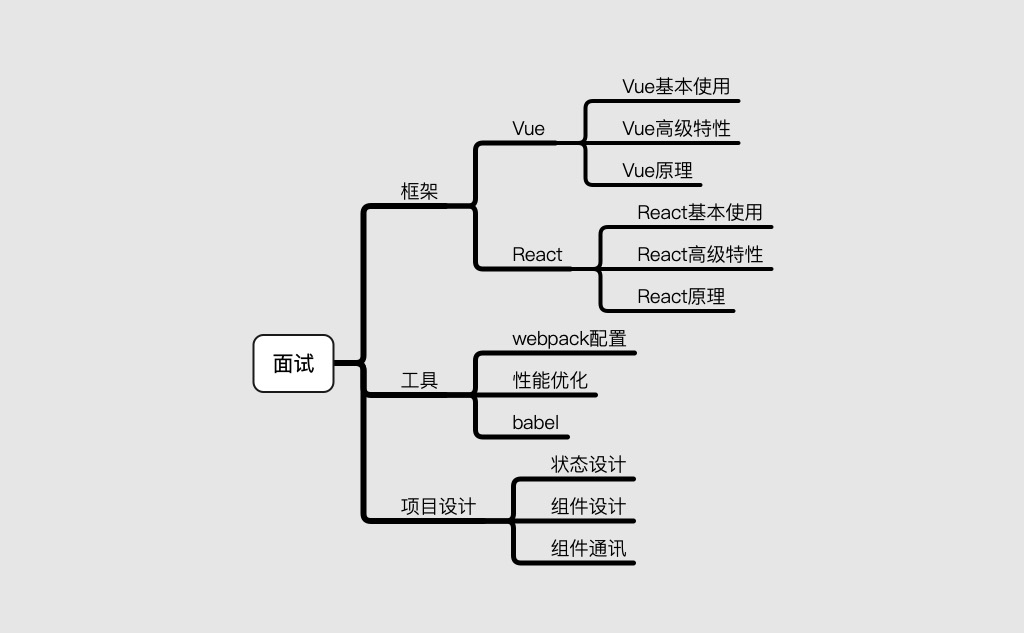 面试
框架
Vue
Vue基本使用
Vue高级特性
Vue原理
React
React基本使用
React高级特性
React原理
工具
webpack配置
性能优化
babel
项目设计
状态设计
组件设计
组件通讯